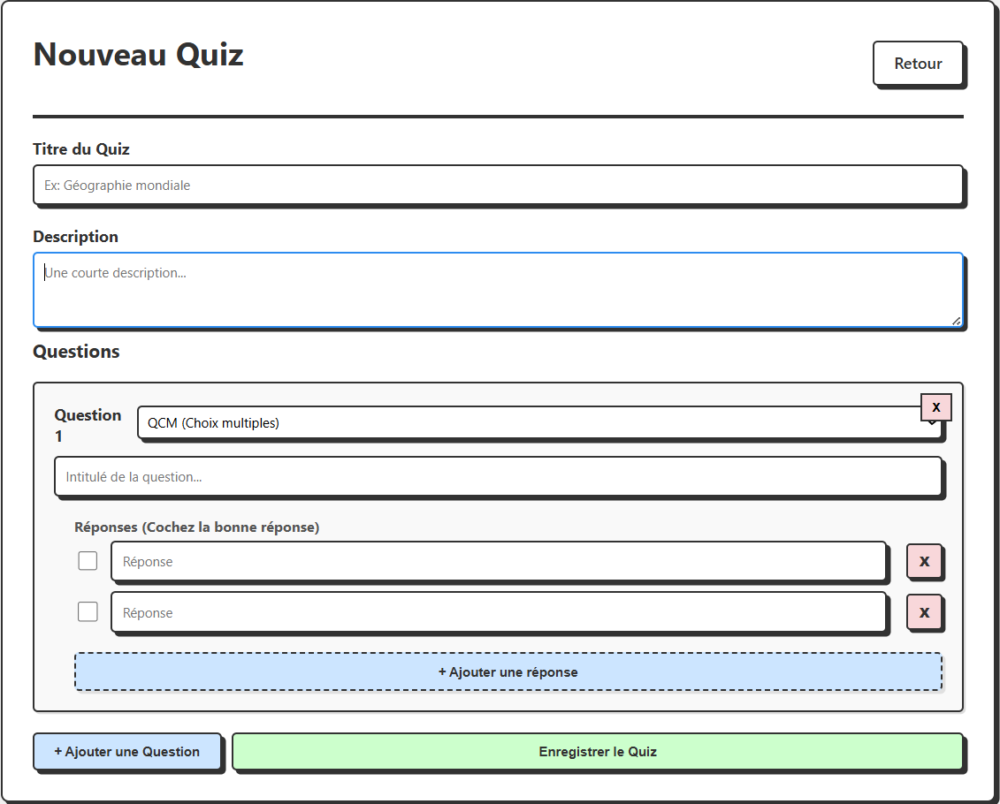 Nouveau Quiz
Retour
Titre du Quiz
Ex: Géographie mondiale
Description
Une courte description...
Questions
Question
1
QCM (Choix multiples)
X
Intitulé de la question...
Réponses (Cochez la bonne réponse)
Réponse
X
Réponse
X
+ Ajouter une réponse
+ Ajouter une Question
Enregistrer le Quiz